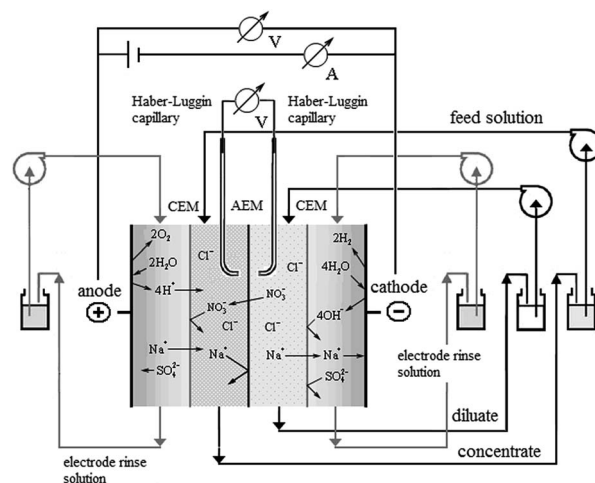 V
A
Haber-Luggin
capillary
Haber-Luggin
capillary
V
feed solution
CEM
AEM
CEM
2O₂
2H₂O
4H⁺
Cl⁻
NO₃⁻
Cl⁻
Na⁺
SO₄²⁻
Na⁺
Cl⁻
NO₃⁻
Cl⁻
Na⁺
2H₂
4H₂O
4OH⁻
Na⁺
SO₄²⁻
anode
+
cathode
−
electrode rinse
solution
diluate
concentrate
electrode rinse
solution